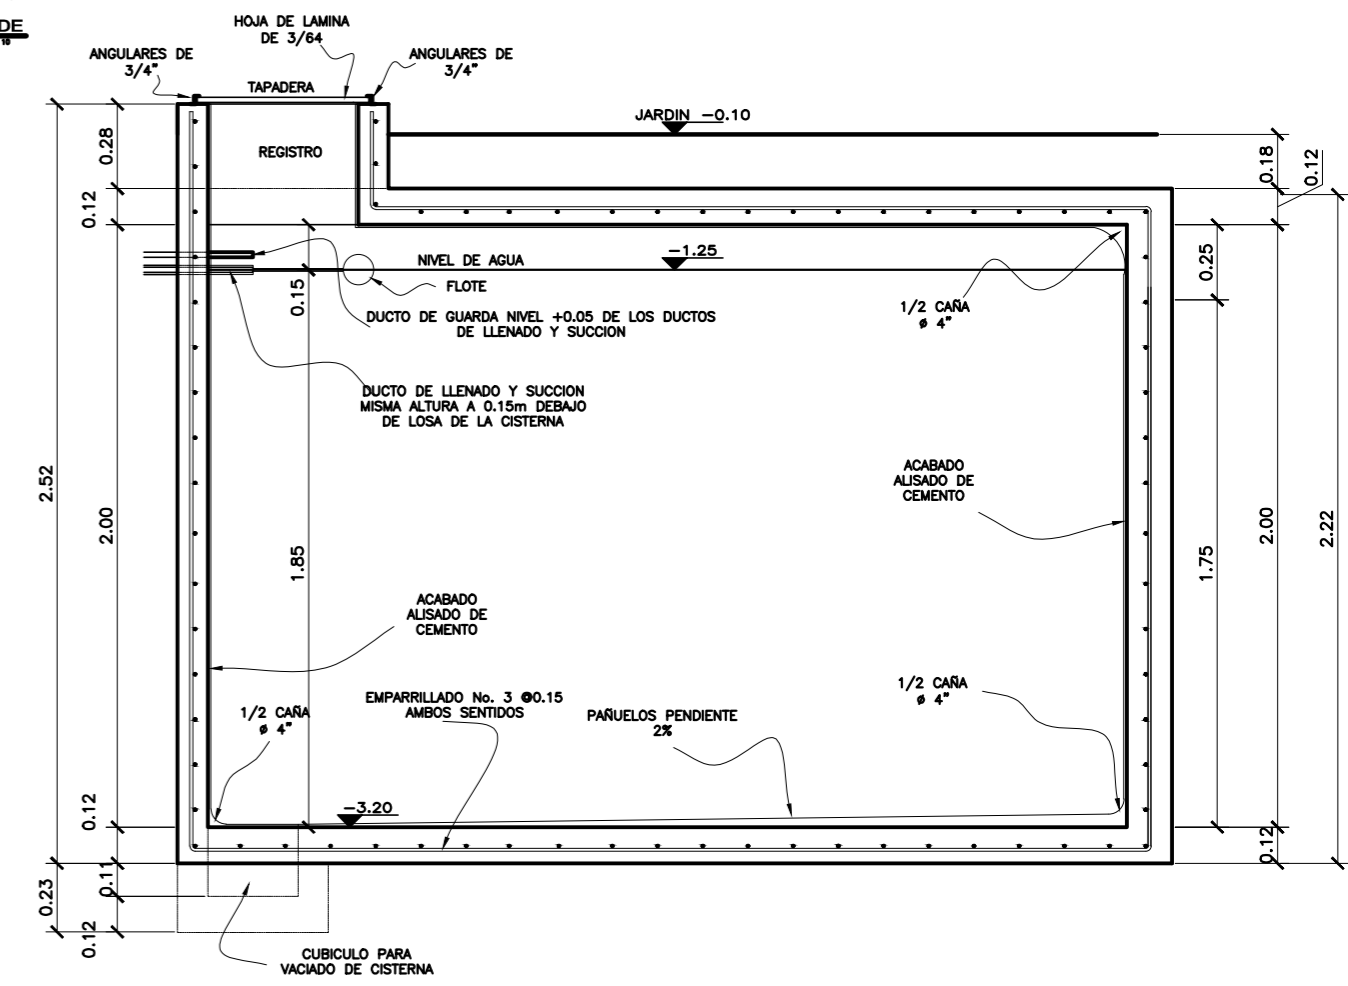 DE
10
HOJA DE LAMINA
DE 3/64
ANGULARES DE
3/4"
ANGULARES DE
3/4"
TAPADERA
JARDIN -0.10
REGISTRO
0.28
0.18
0.12
0.12
-1.25
NIVEL DE AGUA
FLOTE
0.25
0.15
1/2 CAÑA
ø 4"
DUCTO DE GUARDA NIVEL +0.05 DE LOS DUCTOS
DE LLENADO Y SUCCION
DUCTO DE LLENADO Y SUCCION
MISMA ALTURA A 0.15m DEBAJO
DE LOSA DE LA CISTERNA
ACABADO
ALISADO DE
CEMENTO
2.52
2.00
1.85
1.75
2.00
2.22
ACABADO
ALISADO DE
CEMENTO
1/2 CAÑA
ø 4"
EMPARRILLADO No. 3 @0.15
AMBOS SENTIDOS
PAÑUELOS PENDIENTE
2%
1/2 CAÑA
ø 4"
-3.20
0.12
0.12
0.11
0.23
0.12
CUBICULO PARA
VACIADO DE CISTERNA